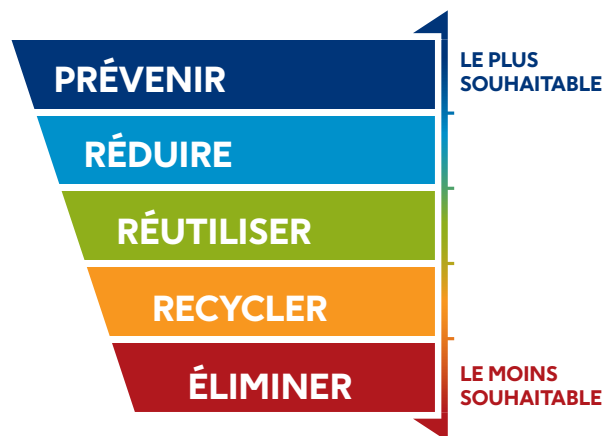 PRÉVENIR
LE PLUS
SOUHAITABLE
RÉDUIRE
RÉUTILISER
RECYCLER
ÉLIMINER
LE MOINS
SOUHAITABLE